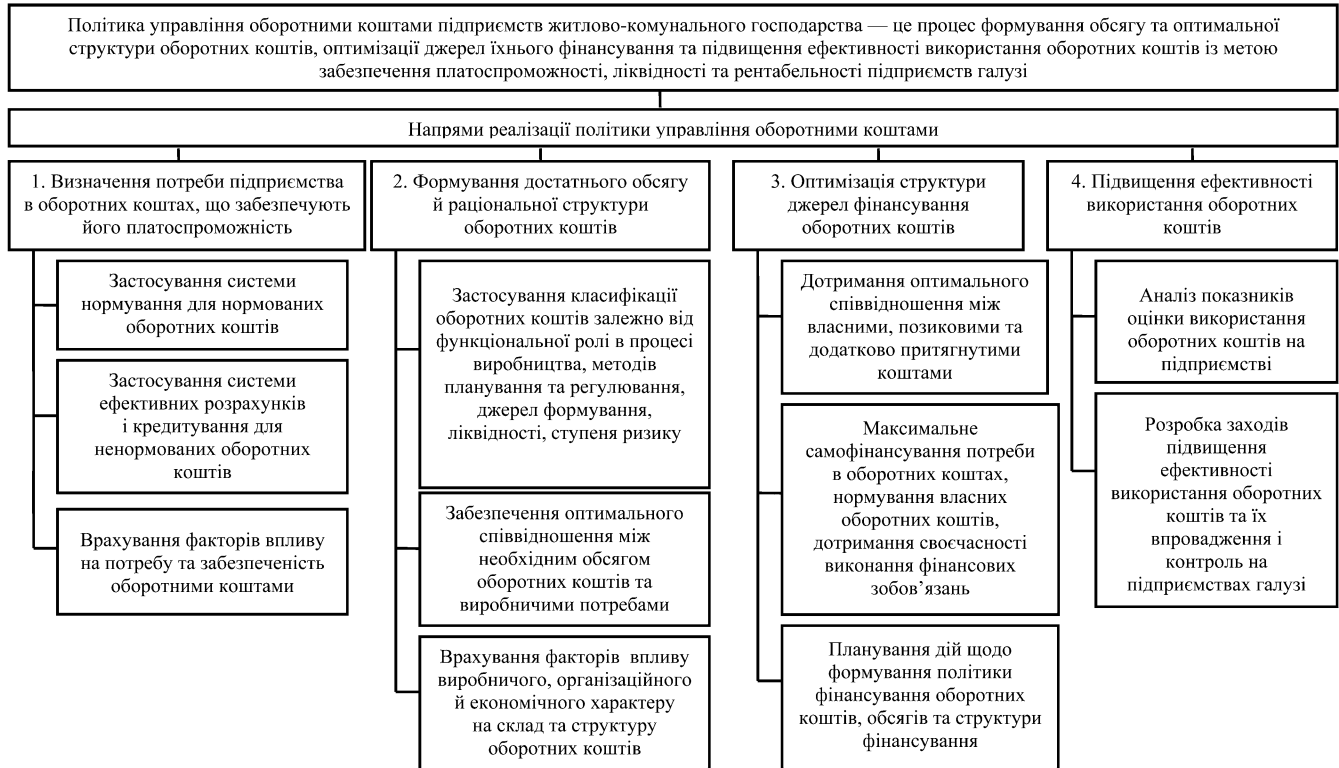 Політика управління оборотними коштами підприємств житлово-комунального господарства — це процес формування обсягу та оптимальної
структури оборотних коштів, оптимізації джерел їхнього фінансування та підвищення ефективності використання оборотних коштів із метою
забезпечення платоспроможності, ліквідності та рентабельності підприємств галузі
Напрями реалізації політики управління оборотними коштами
1. Визначення потреби підприємства
в оборотних коштах, що забезпечують
його платоспроможність
Застосування системи
нормування для нормованих
оборотних коштів
Застосування системи
ефективних розрахунків
і кредитування для
ненормованих оборотних
коштів
Врахування факторів впливу
на потребу та забезпеченість
оборотними коштами
2. Формування достатнього обсягу
й раціональної структури
оборотних коштів
Застосування класифікації
оборотних коштів залежно від
функціональної ролі в процесі
виробництва, методів
планування та регулювання,
джерел формування,
ліквідності, ступеня ризику
Забезпечення оптимального
співвідношення між
необхідним обсягом
оборотних коштів та
виробничими потребами
Врахування факторів впливу
виробничого, організаційного
й економічного характеру
на склад та структуру
оборотних коштів
3. Оптимізація структури
джерел фінансування
оборотних коштів
Дотримання оптимального
співвідношення між
власними, позиковими та
додатково притягнутими
коштами
Максимальне
самофінансування потреби
в оборотних коштах,
нормування власних
оборотних коштів,
дотримання своєчасності
виконання фінансових
зобов’язань
Планування дій щодо
формування політики
фінансування оборотних
коштів, обсягів та структури
фінансування
4. Підвищення ефективності
використання оборотних
коштів
Аналіз показників
оцінки використання
оборотних коштів на
підприємстві
Розробка заходів
підвищення
ефективності
використання оборотних
коштів та їх
впровадження і
контроль на
підприємствах галузі